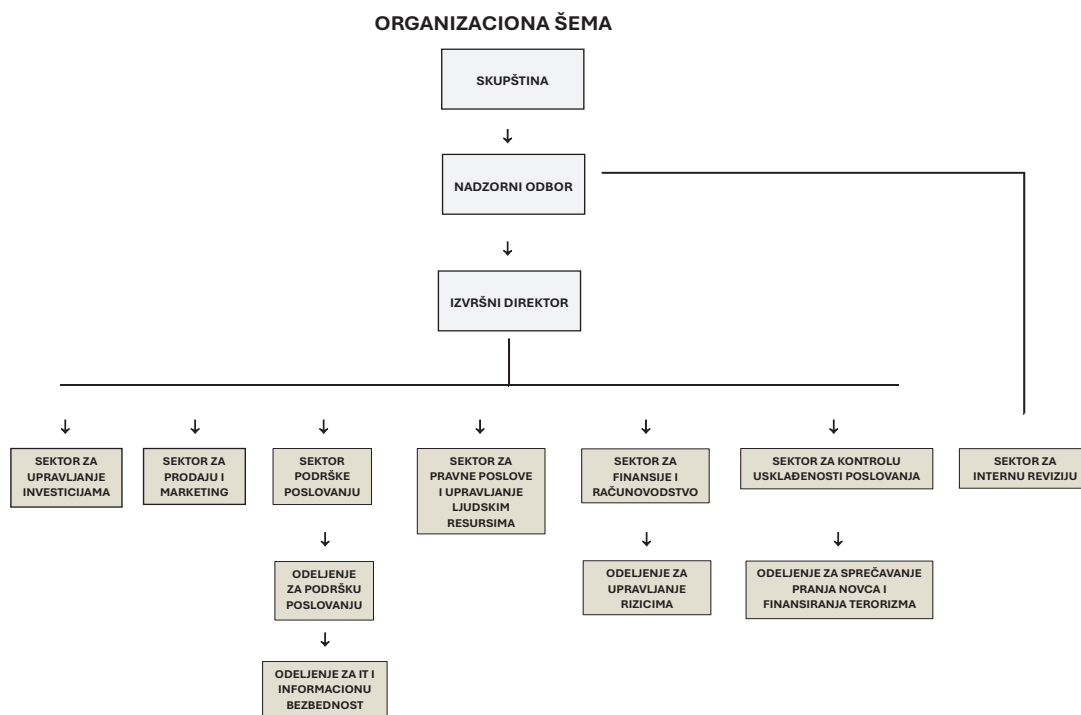 ORGANIZACIONA ŠEMA
SKUPŠTINA
NADZORNI ODBOR
IZVRŠNI DIREKTOR
SEKTOR ZA
UPRAVLJANJE
INVESTICIJAMA
SEKTOR ZA
PRODAJU I
MARKETING
SEKTOR
PODRŠKE
POSLOVANJU
SEKTOR ZA
PRAVNE POSLOVE
I UPRAVLJANJE
LJUDSKIM
RESURSIMA
SEKTOR ZA
FINANSIJE I
RAČUNOVODSTVO
SEKTOR ZA KONTROLU
USKLAĐENOSTI POSLOVANJA
SEKTOR ZA
INTERNU REVIZIJU
ODELJENJE
ZA PODRŠKU
POSLOVANJU
ODELJENJE ZA
UPRAVLJANJE
RIZICIMA
ODELJENJE ZA SPREČAVANJE
PRANJA NOVCA I
FINANSIRANJA TERORIZMA
ODELJENJE ZA IT I
INFORMACIONU
BEZBEDNOST